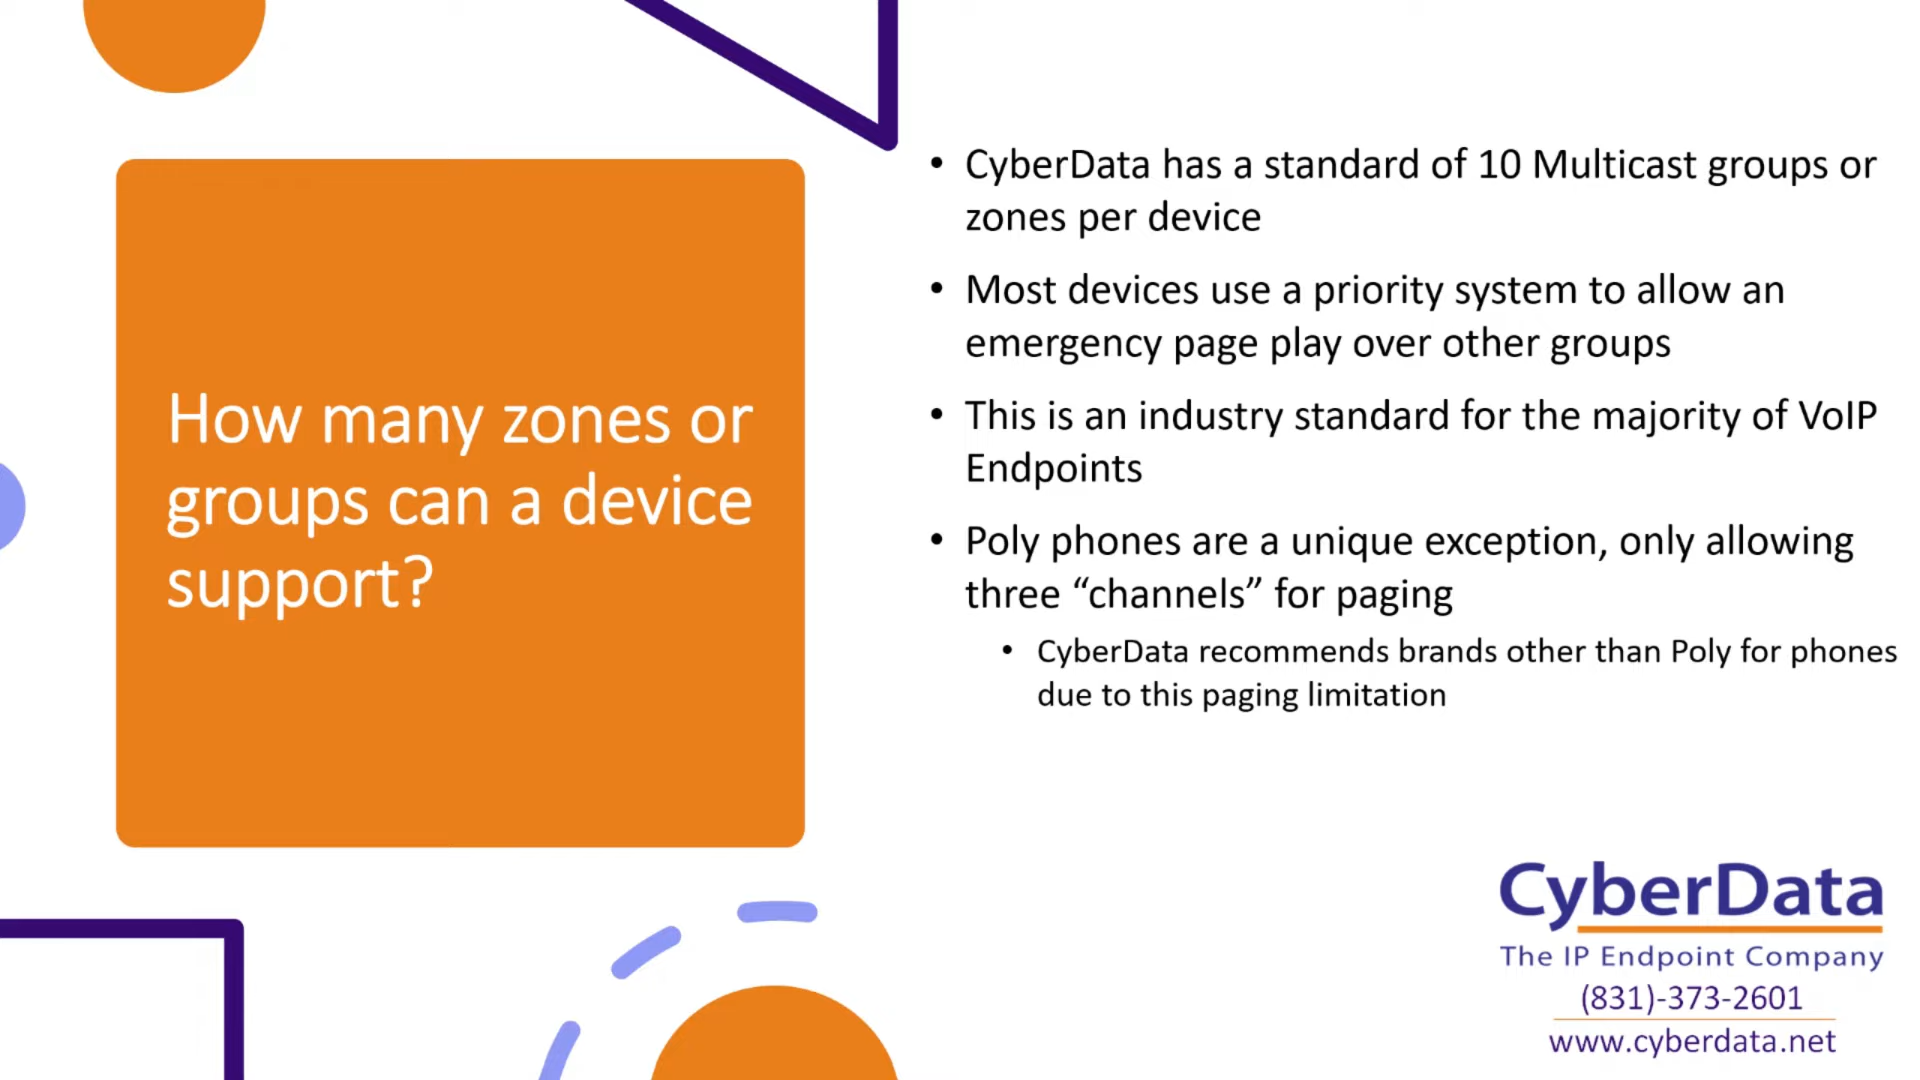 How many zones or
groups can a device
support?
• CyberData has a standard of 10 Multicast groups or
zones per device
• Most devices use a priority system to allow an
emergency page play over other groups
• This is an industry standard for the majority of VoIP
Endpoints
• Poly phones are a unique exception, only allowing
three “channels” for paging
• CyberData recommends brands other than Poly for phones
due to this paging limitation
CyberData
The IP Endpoint Company
(831)-373-2601
www.cyberdata.net